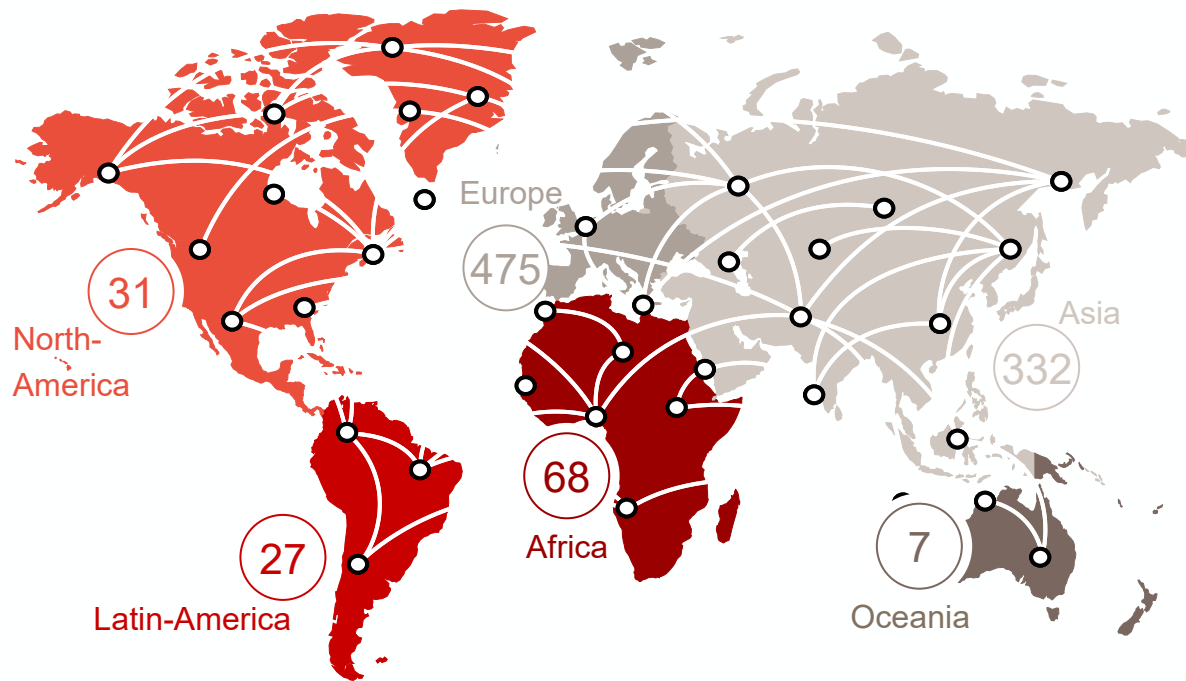 Europe
475
31
North-
America
Asia
332
68
Africa
27
Latin-America
7
Oceania